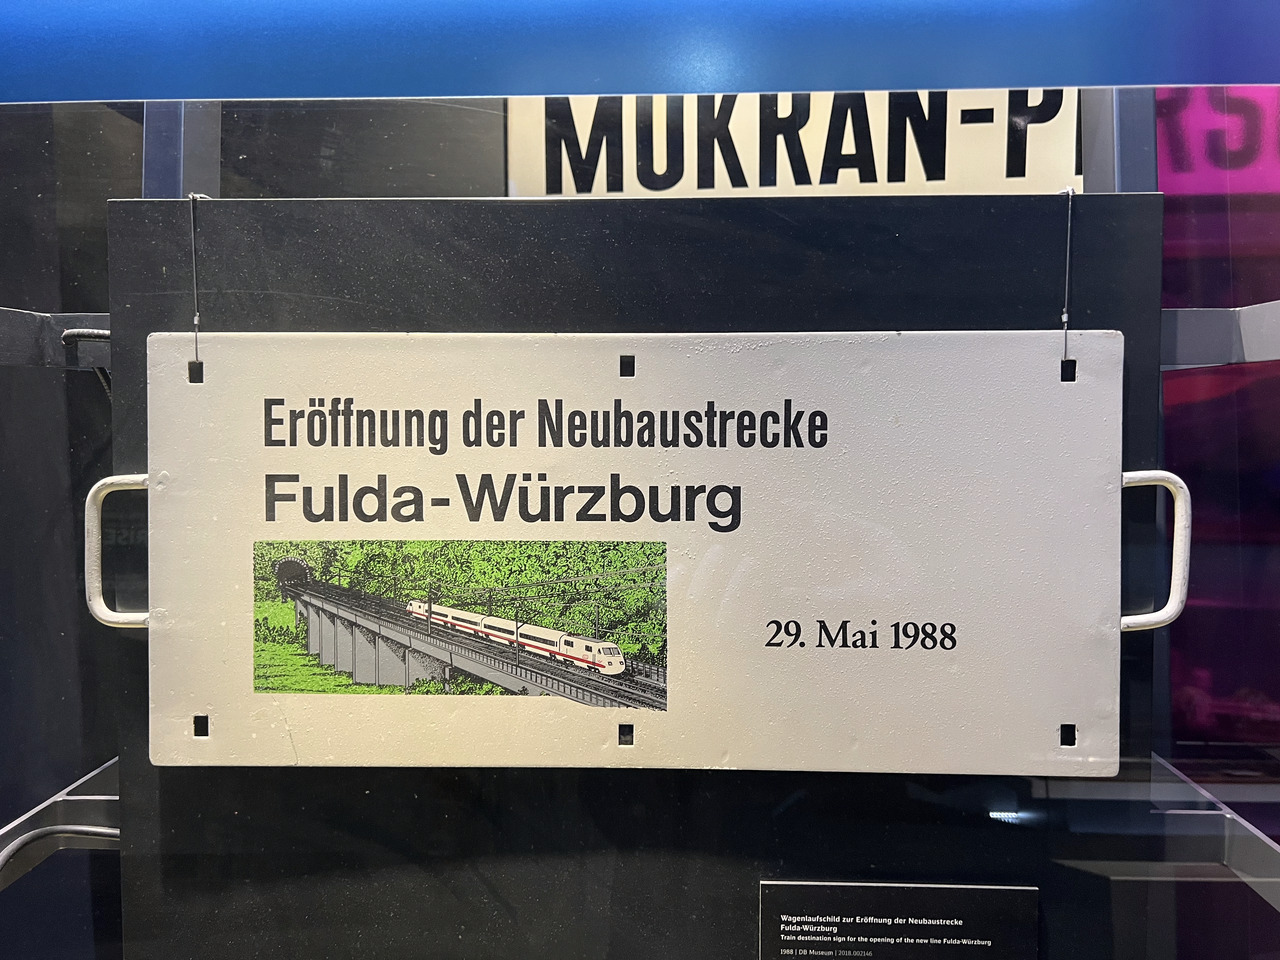 MUKRAN-P
Eröffnung der Neubaustrecke
Fulda-Würzburg
29. Mai 1988
Wagenlaufschild zur Eröffnung der Neubaustrecke
Fulda-Würzburg
Train destination sign for the opening of the new line Fulda-Würzburg
1988 | DB Museum | 2018.002146